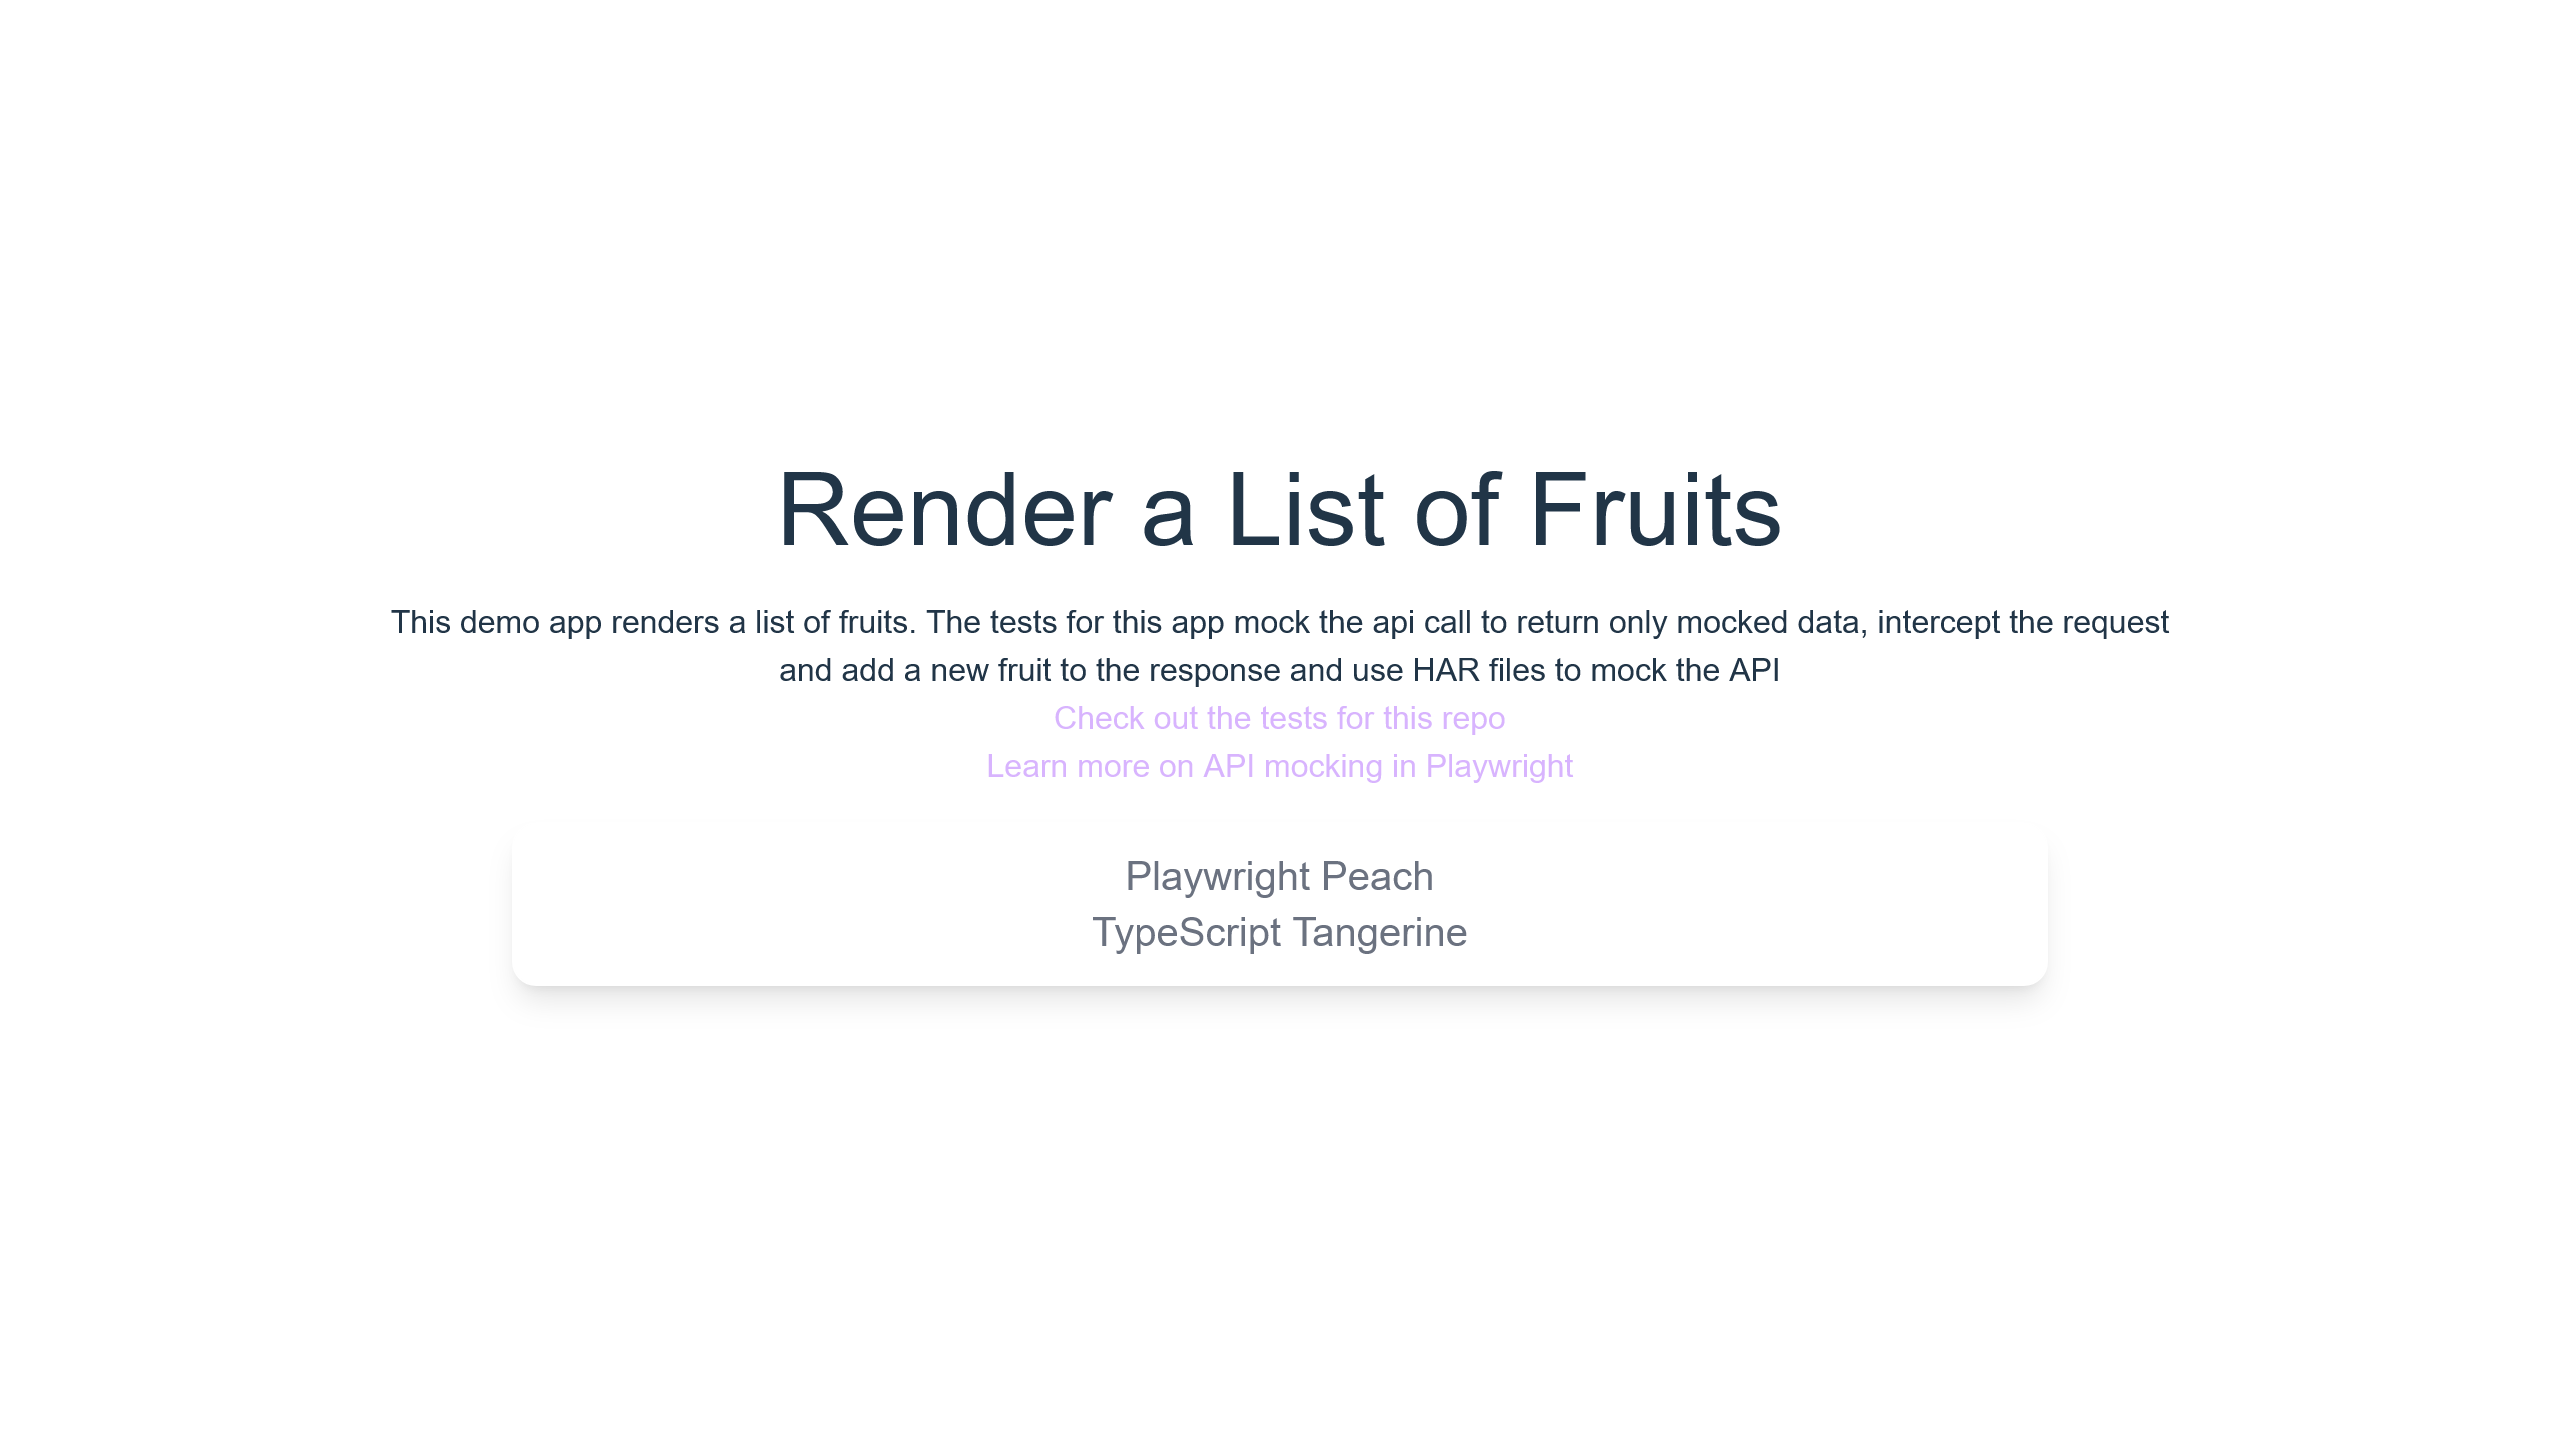 Render a List of Fruits
This demo app renders a list of fruits. The tests for this app mock the api call to return only mocked data, intercept the request
and add a new fruit to the response and use HAR files to mock the API
Check out the tests for this repo
Learn more on API mocking in Playwright
Playwright Peach
TypeScript Tangerine